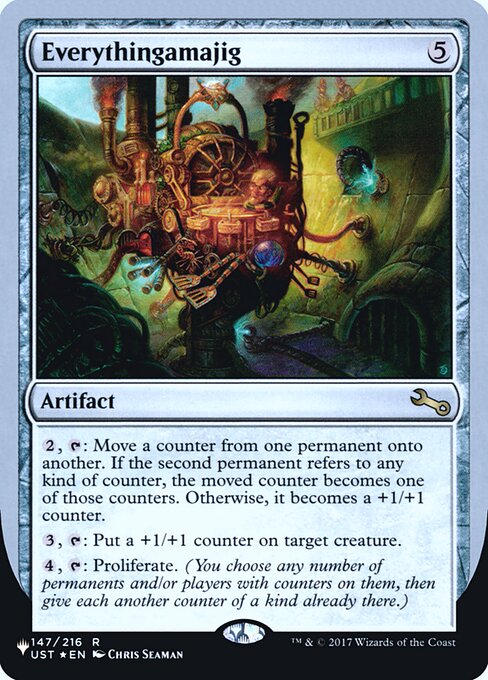 Everythingamajig 5
Artifact
2, T: Move a counter from one permanent onto
another. If the second permanent refers to any
kind of counter, the moved counter becomes one
of those counters. Otherwise, it becomes a +1/+1
counter.
3, T: Put a +1/+1 counter on target creature.
4, T: Proliferate. (You choose any number of
permanents and/or players with counters on them, then
give each another counter of a kind already there.)
147/216 R
UST ★ EN Chris Seaman
™ & © 2017 Wizards of the Coast